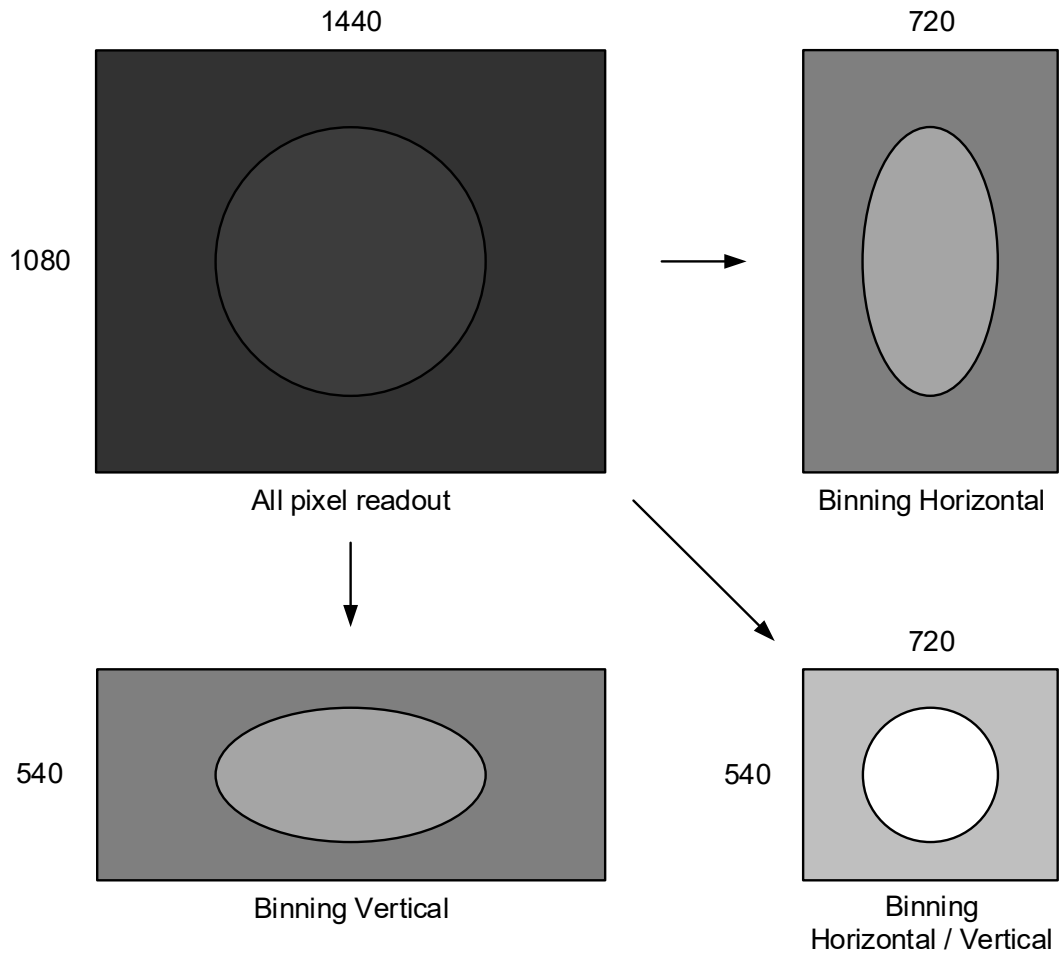 1440
720
1080
All pixel readout
Binning Horizontal
720
540
540
Binning Vertical
Binning
Horizontal / Vertical